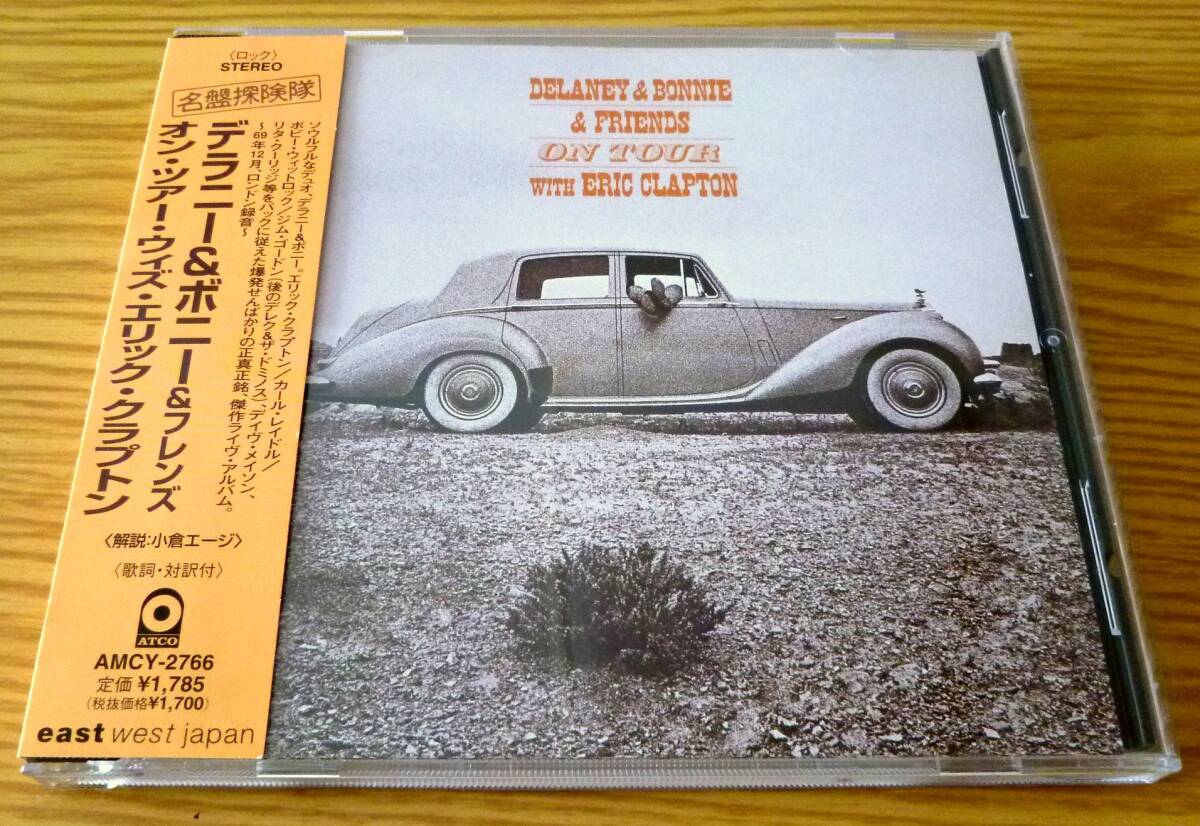 〈ロック〉
STEREO
名盤探険隊
デラニー&ボニー&フレンズ
オン・ツアー・ウィズ・エリック・クラプトン
ソウルフルなデュオ、デラニー&ボニー。エリック・クラプトン/カール・レイドル/
ボビー・ウィットロック/ジム・ゴードン(後のデレク&ザ・ドミノス)、デイヴ・メイソン、
リタ・クーリッジ等をバックに従えた爆発せんばかりの正真正銘、傑作ライヴ・アルバム。
〜69年12月、ロンドン録音〜
〈解説:小倉エージ〉
〈歌詞・対訳付〉
ATCO
AMCY-2766
定価¥1,785
(税抜価格¥1,700)
east west japan
DELANEY & BONNIE
& FRIENDS
ON TOUR
WITH ERIC CLAPTON